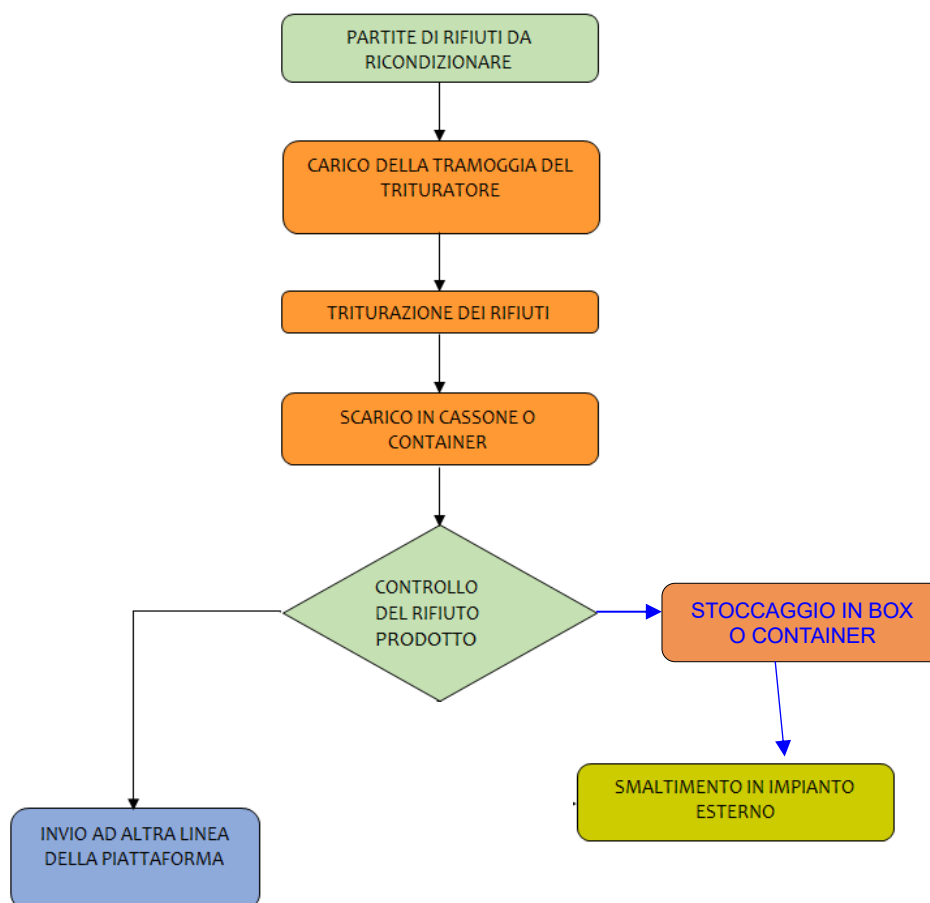 PARTITE DI RIFIUTI DA
RICONDIZIONARE
CARICO DELLA TRAMOGGIA DEL
TRITURATORE
TRITURAZIONE DEI RIFIUTI
SCARICO IN CASSONE O
CONTAINER
CONTROLLO
DEL RIFIUTO
PRODOTTO
STOCCAGGIO IN BOX
O CONTAINER
SMALTIMENTO IN IMPIANTO
ESTERNO
INVIO AD ALTRA LINEA
DELLA PIATTAFORMA